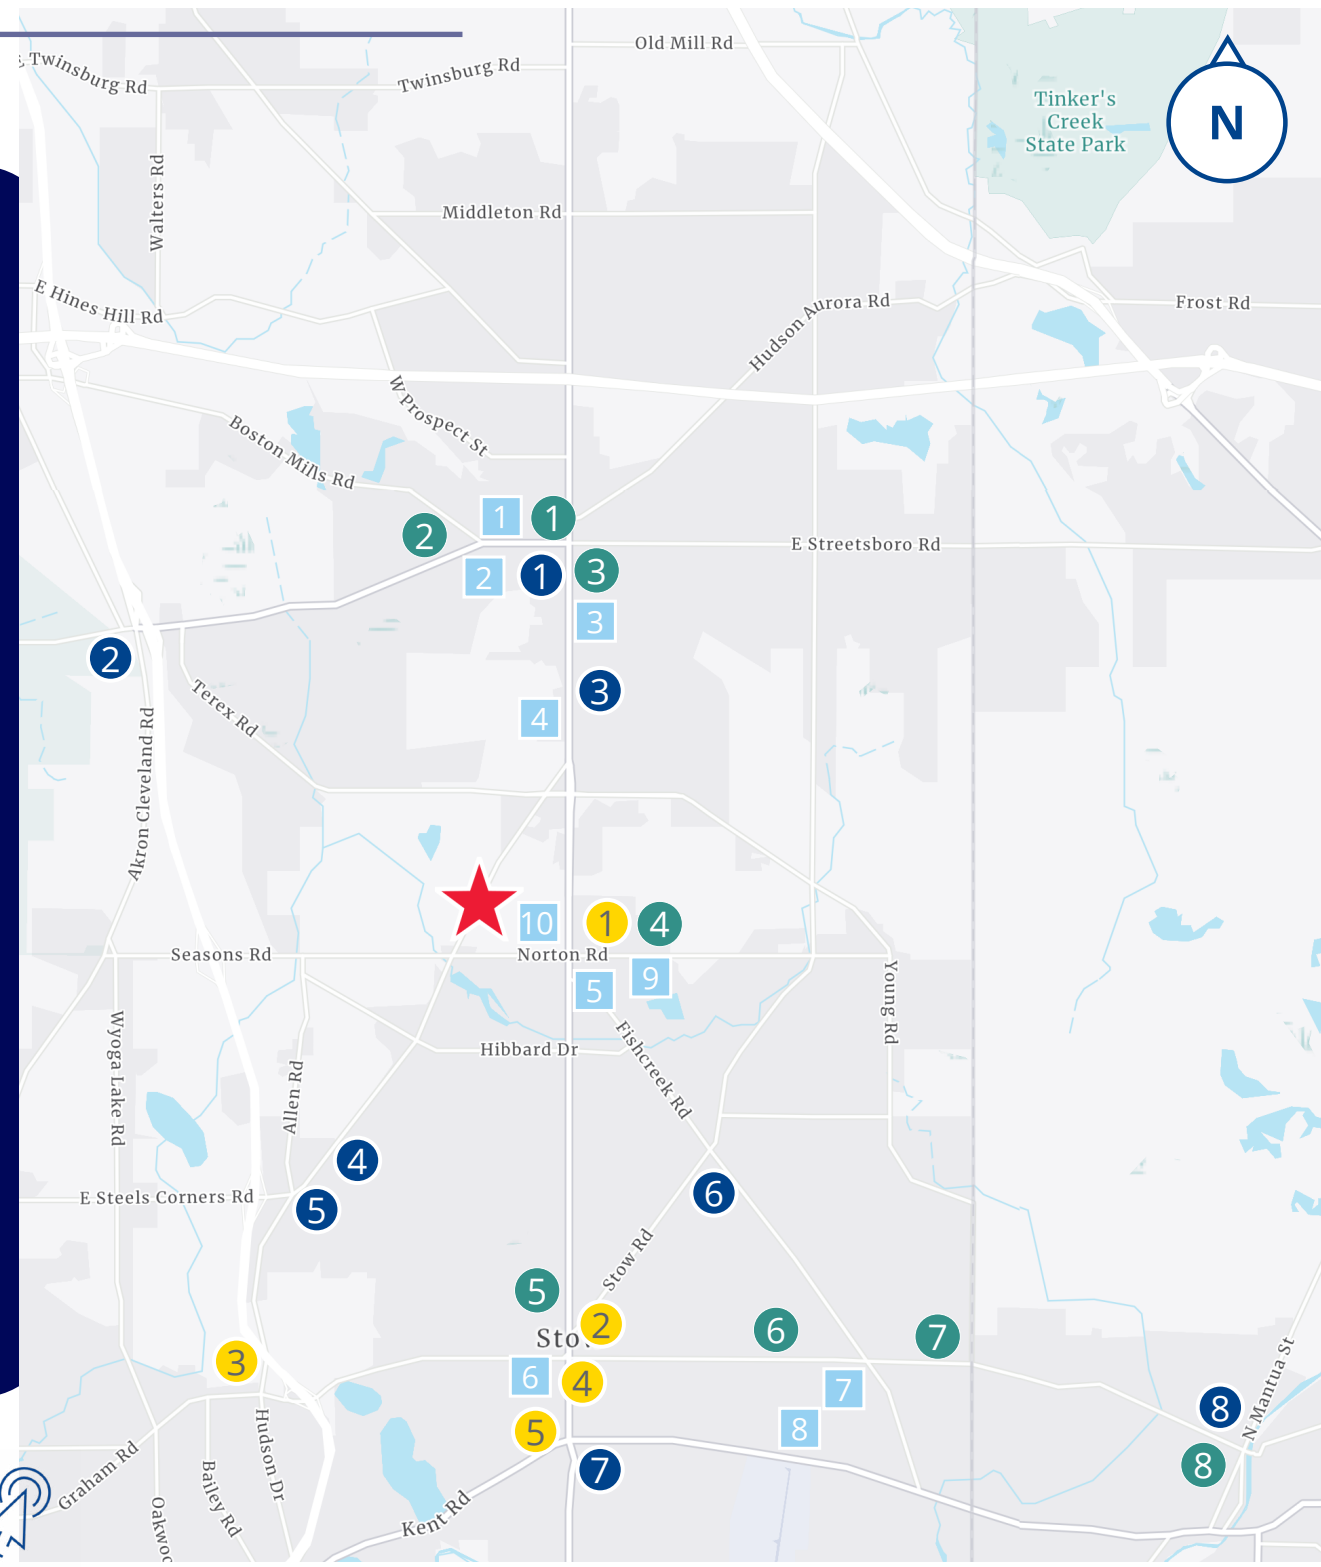 Old Mill Rd
Twinsburg Rd
Twinsburg Rd
Tinker's
Creek
State Park
N
Walters Rd
Middleton Rd
E Hines Hill Rd
Hudson Aurora Rd
Frost Rd
W Prospect St
Boston Mills Rd
1
1
2
E Streetsboro Rd
2
1
3
3
2
3
4
Terex Rd
Akron Cleveland Rd
10
1
4
Seasons Rd
Norton Rd
9
5
Young Rd
Wyoga Lake Rd
Fishcreek Rd
Hibbard Dr
Allen Rd
4
6
E Steels Corners Rd
5
Stow Rd
5
2
6
7
Sto
3
6
4
7
8
N Mantua St
8
5
7
8
Graham Rd
Hudson Dr
Bailey Rd
Kent Rd
Oakwoo